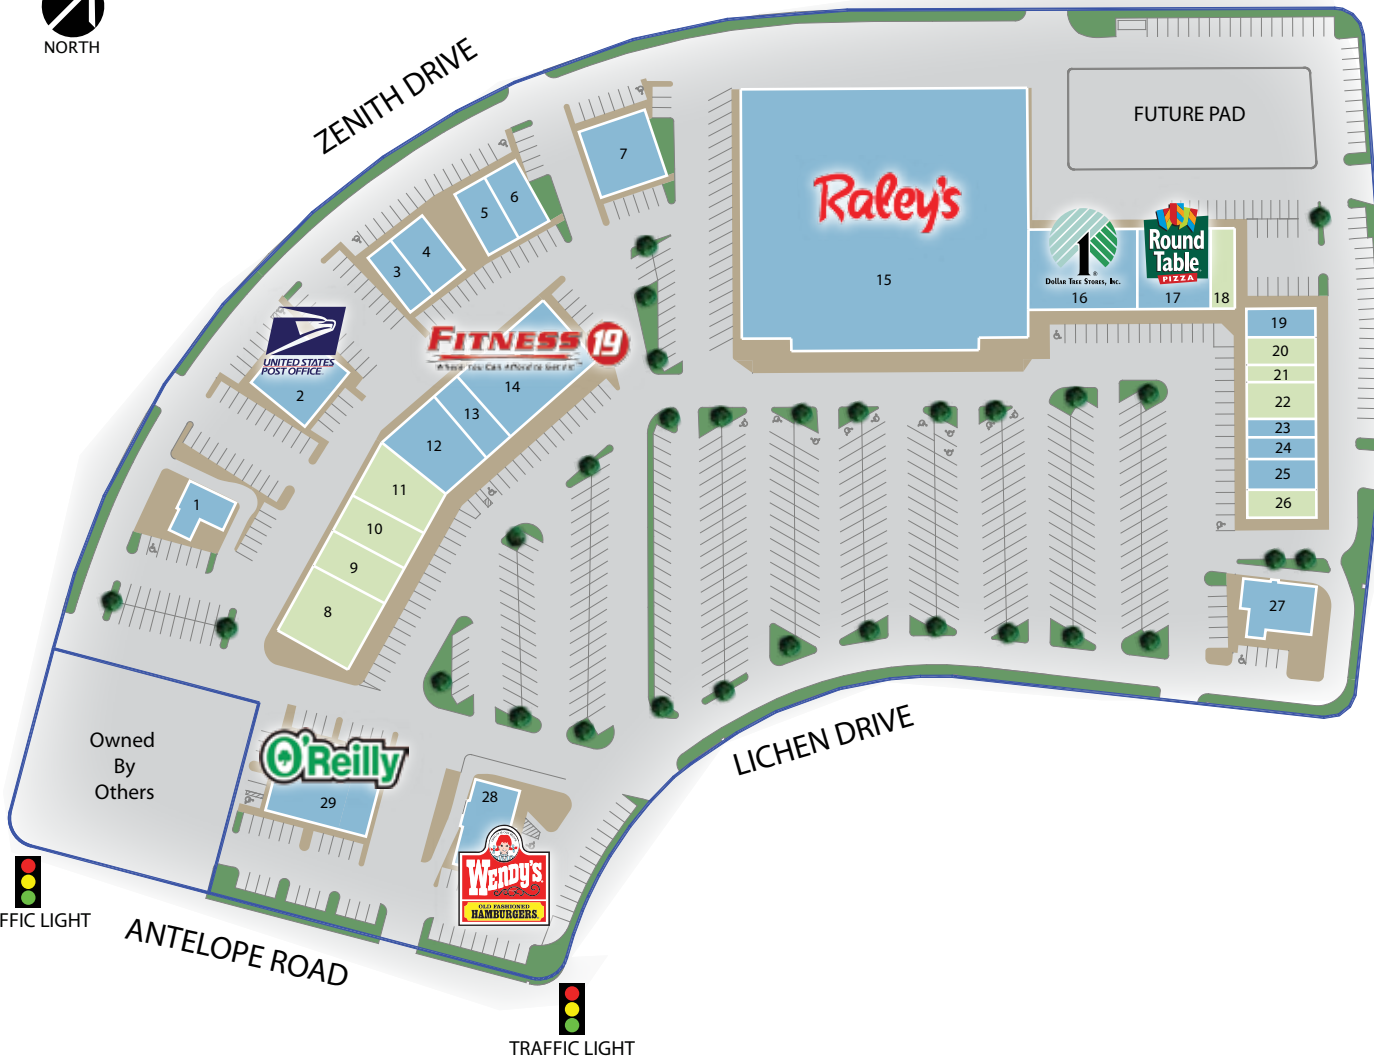 NORTH
ZENITH DRIVE
FUTURE PAD
7
6
5
4
3
Raley's
15
DOLLAR TREE STORES, INC.
1
16
Round
Table
PIZZA
17
18
19
20
21
22
23
24
25
26
27
UNITED STATES
POST OFFICE
2
FITNESS 19
14
13
12
11
10
9
8
1
Owned
By
Others
O'Reilly
29
28
WENDY'S
OLD FASHIONED
HAMBURGERS
LICHEN DRIVE
ANTELOPE ROAD
FFIC LIGHT
TRAFFIC LIGHT